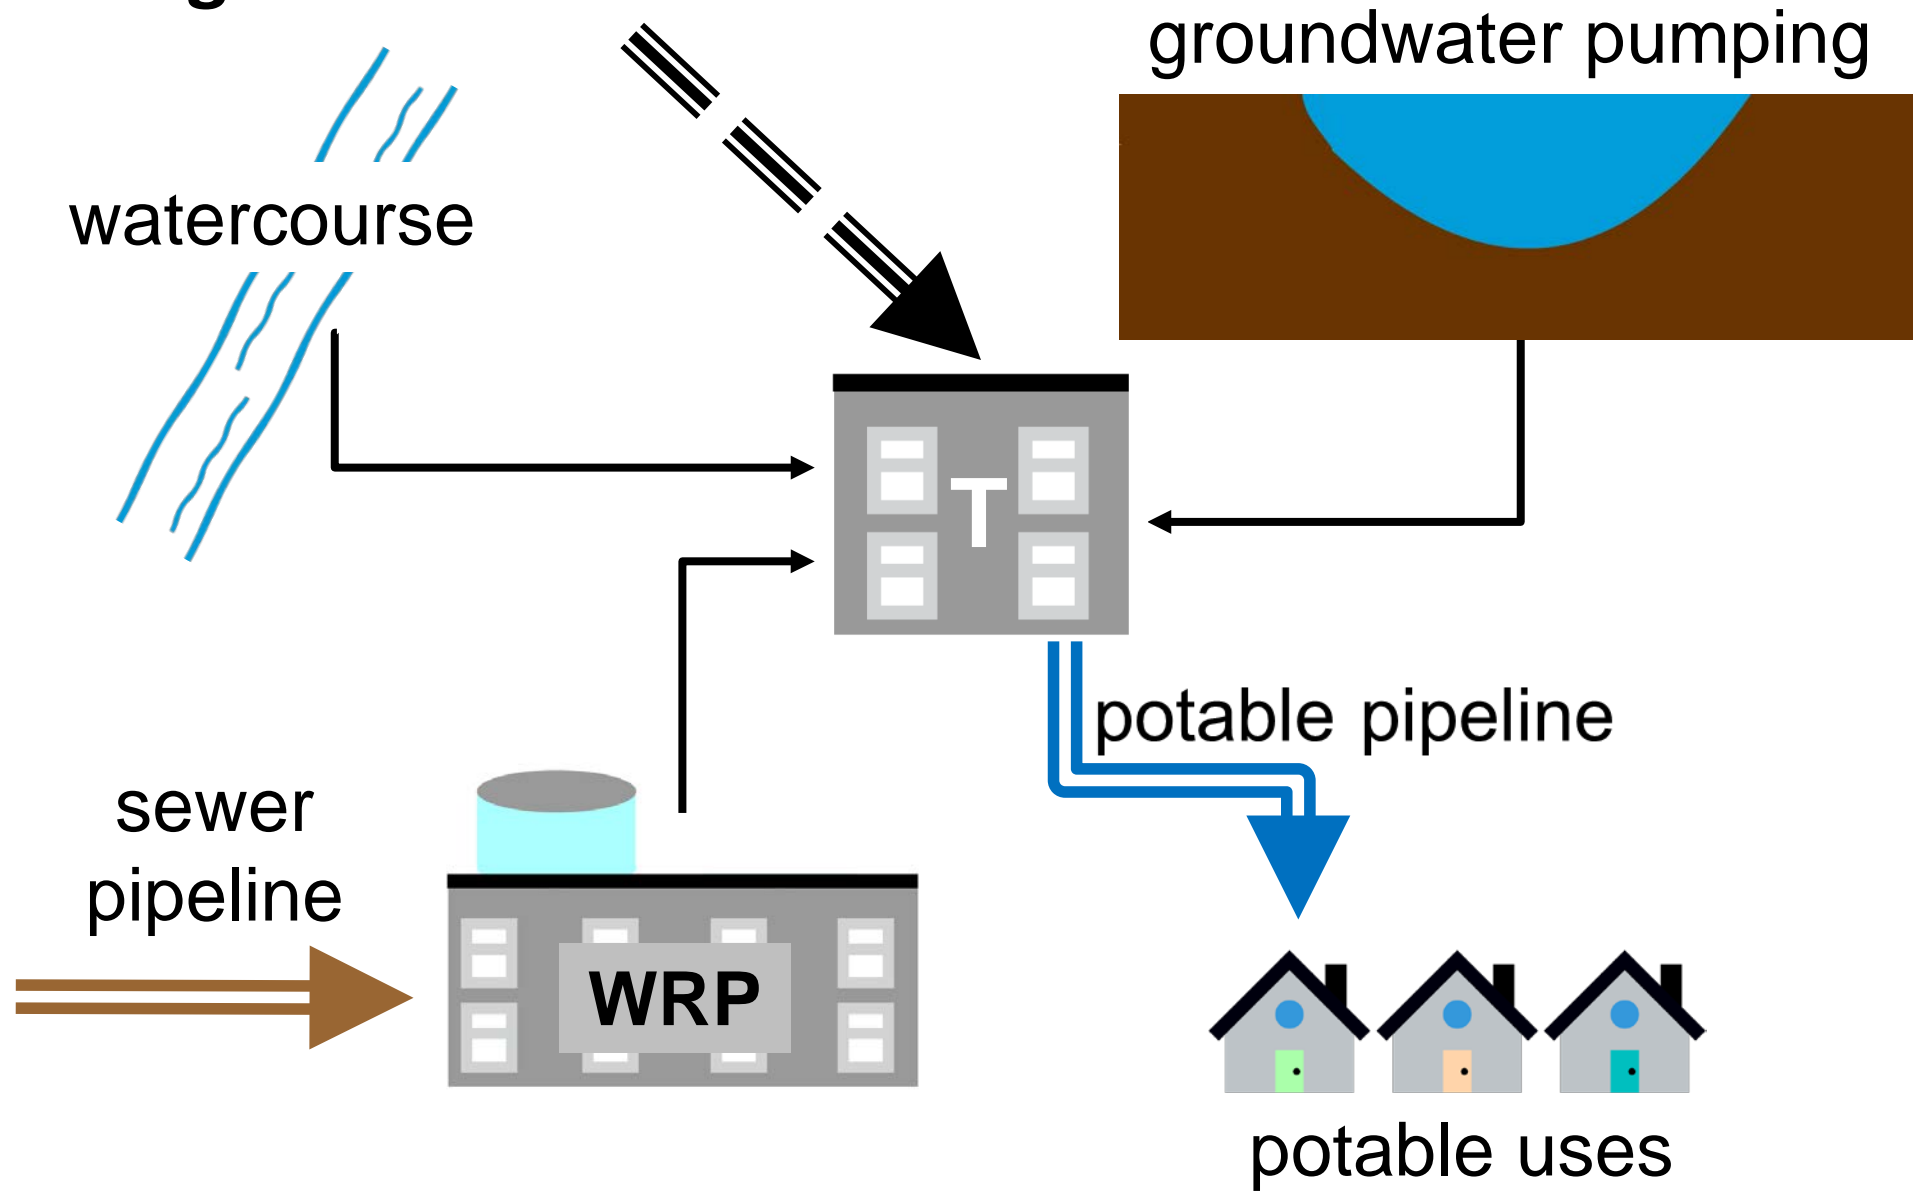 groundwater pumping
watercourse
T
potable pipeline
sewer
pipeline
WRP
potable uses